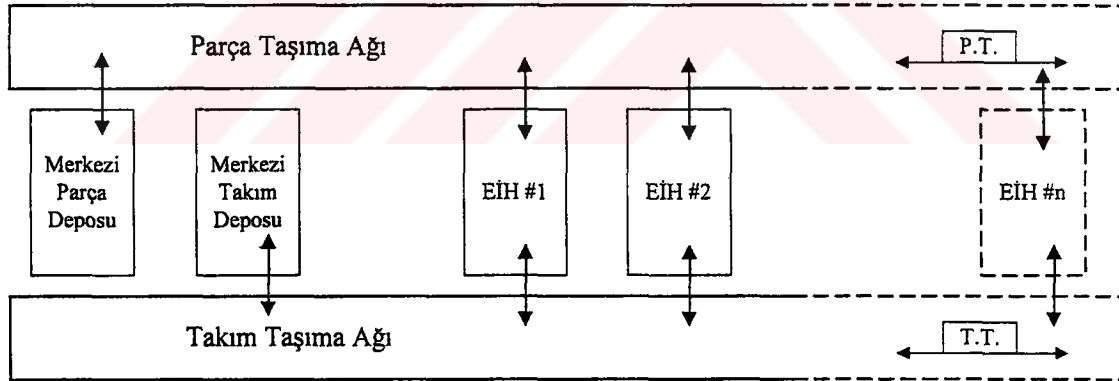 Parça Taşıma Ağı
P.T.
Merkezi
Parça
Deposu
Merkezi
Takım
Deposu
EİH #1
EİH #2
EİH #n
Takım Taşıma Ağı
T.T.